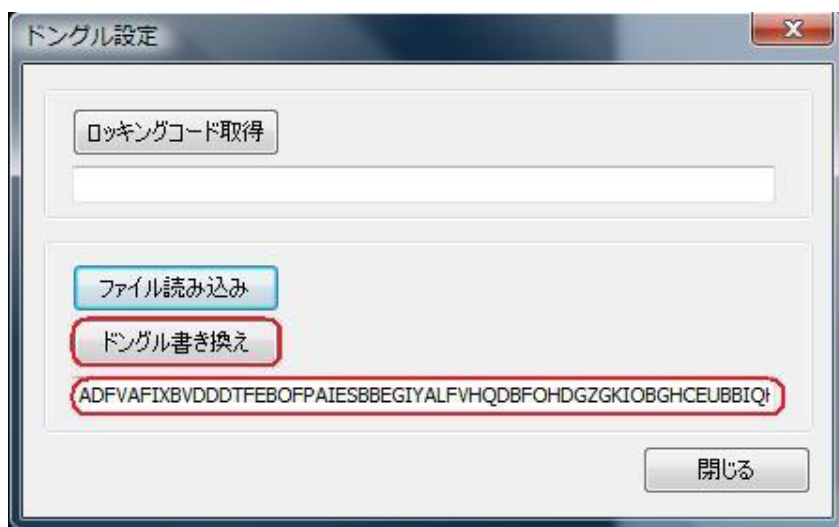 ドングル設定
ロッキングコード取得
ファイル読み込み
ドングル書き換え
ADFVAFIXBVDDDTFEBOFPAIESBBEGIYALFVHQDBFOHDGZGKIOBGHCEUBBIQ
閉じる